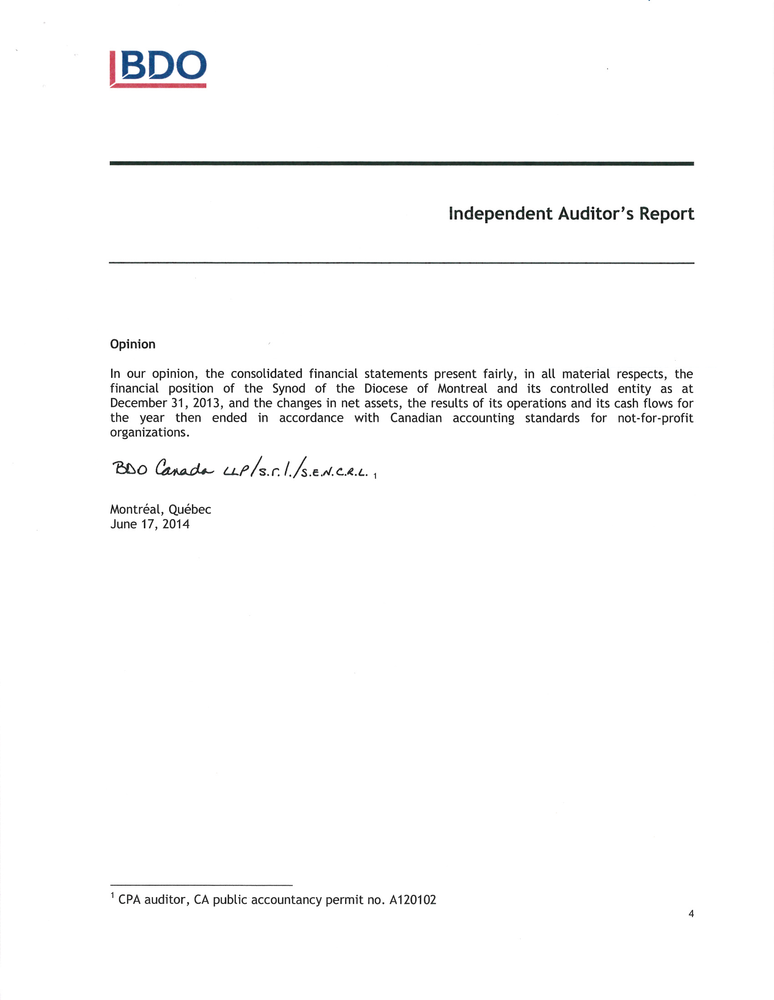 BDO
Independent Auditor's Report
Opinion
In our opinion, the consolidated financial statements present fairly, in all material respects, the
financial position of the Synod of the Diocese of Montreal and its controlled entity as at
December 31, 2013, and the changes in net assets, the results of its operations and its cash flows for
the year then ended in accordance with Canadian accounting standards for not-for-profit
organizations.
BDO Canada LLP/s.r.l./S.E.N.C.R.L. 1
Montréal, Québec
June 17, 2014
1 CPA auditor, CA public accountancy permit no. A120102
4